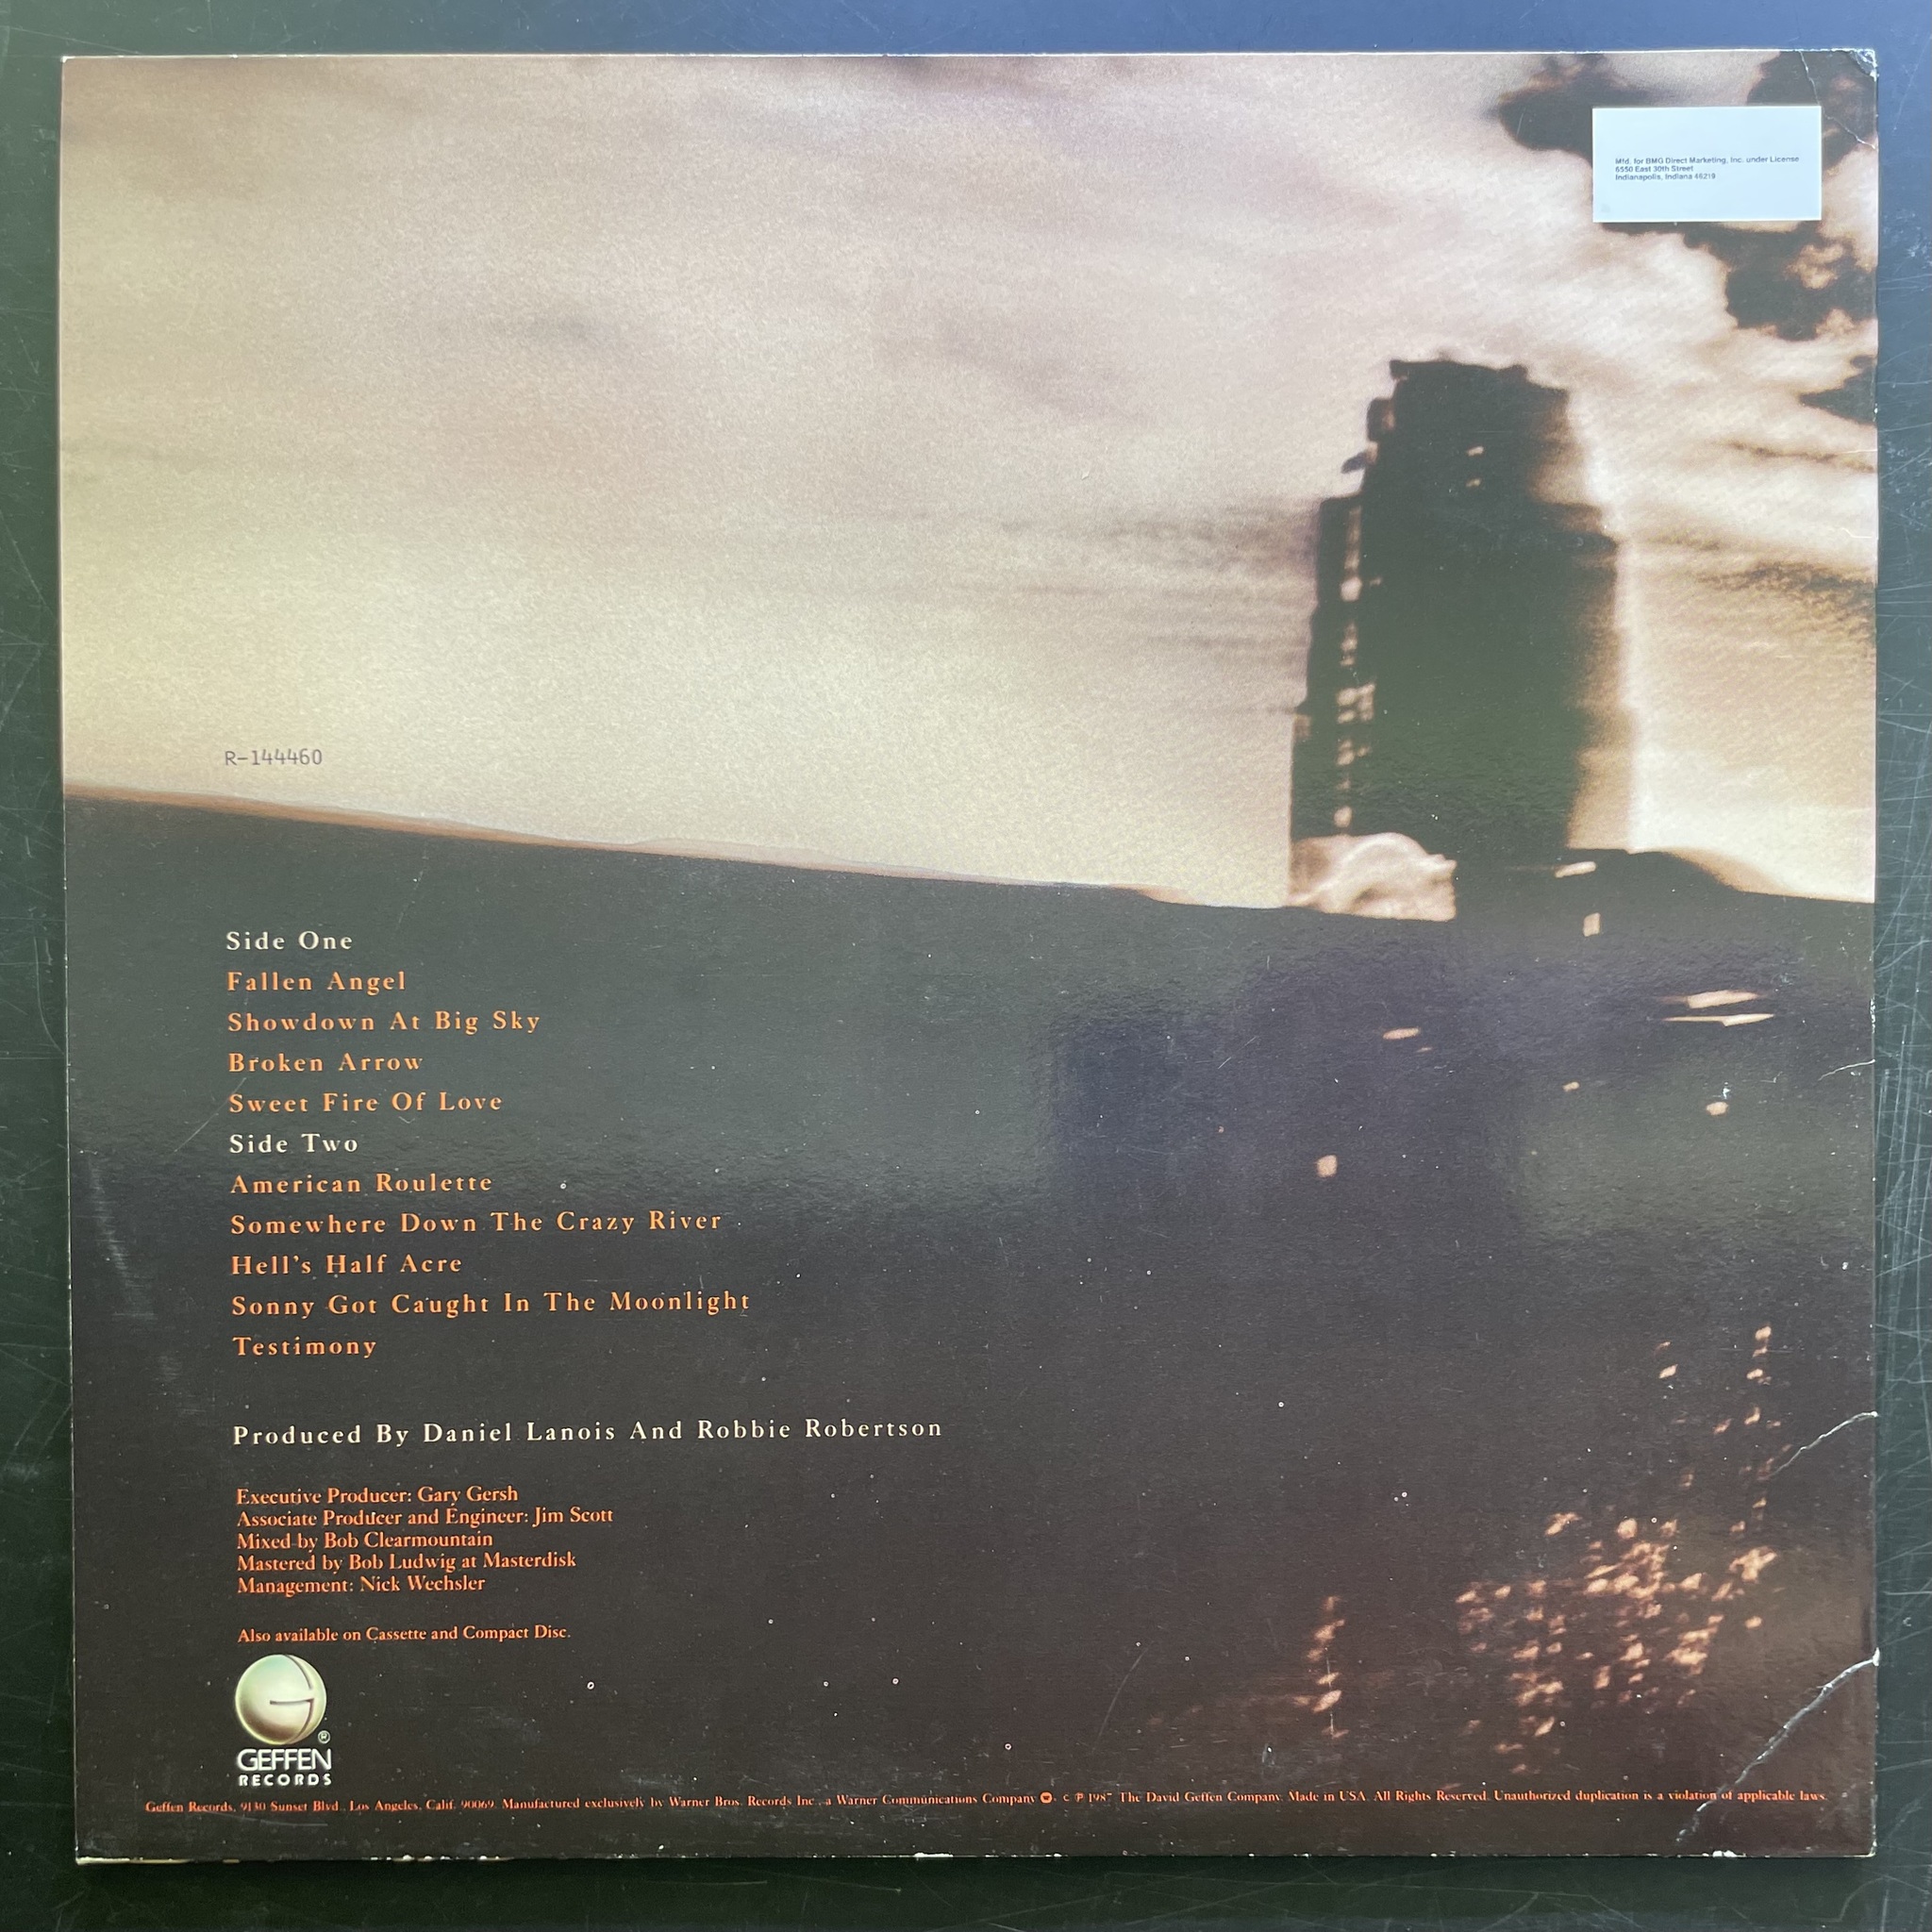 Mfd. for BMG Direct Marketing, Inc. under License
6550 East 30th Street
Indianapolis, Indiana 46219
R-144460
Side One
Fallen Angel
Showdown At Big Sky
Broken Arrow
Sweet Fire Of Love
Side Two
American Roulette
Somewhere Down The Crazy River
Hell's Half Acre
Sonny Got Caught In The Moonlight
Testimony
Produced By Daniel Lanois And Robbie Robertson
Executive Producer: Gary Gersh
Associate Producer and Engineer: Jim Scott
Mixed by Bob Clearmountain
Mastered by Bob Ludwig at Masterdisk
Management: Nick Wechsler
Also available on Cassette and Compact Disc.
G ®
GEFFEN
RECORDS
Geffen Records, 9130 Sunset Blvd., Los Angeles, Calif. 90069. Manufactured exclusively by Warner Bros. Records Inc., a Warner Communications Company. © ℗ 1987 The David Geffen Company. Made in USA. All Rights Reserved. Unauthorized duplication is a violation of applicable laws.